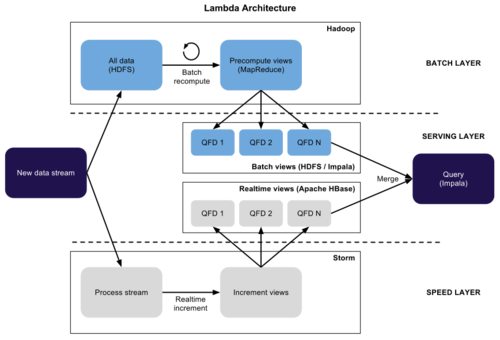 Lambda Architecture
Hadoop
All data
(HDFS)
Batch
recompute
Precompute views
(MapReduce)
BATCH LAYER
QFD 1
QFD 2
QFD N
Batch views (HDFS / Impala)
SERVING LAYER
New data stream
Merge
Query
(Impala)
Realtime views (Apache HBase)
QFD 1
QFD 2
QFD N
Storm
Process stream
Realtime
increment
Increment views
SPEED LAYER